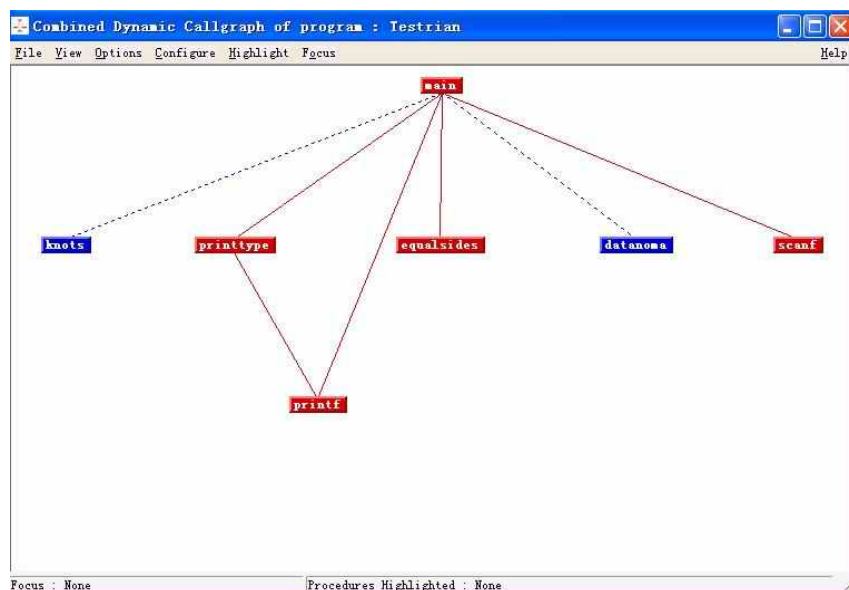 Combined Dynamic Callgraph of program : Testrian
File View Options Configure Highlight Focus Help
main
knots printtype equalsides datanoma scanf
printf
Focus : None Procedures Highlighted : None